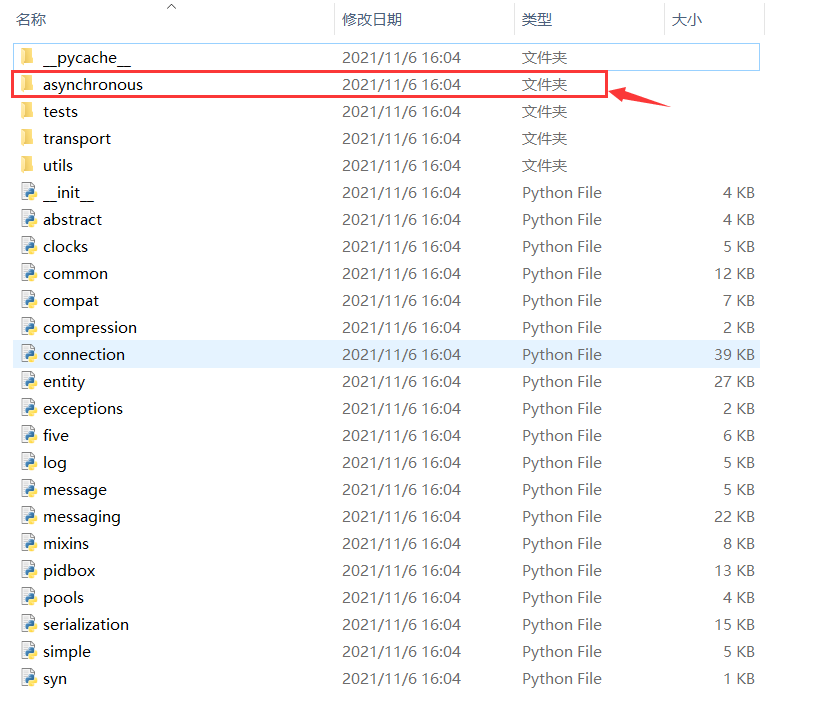 名称 修改日期 类型 大小
__pycache__ 2021/11/6 16:04 文件夹
asynchronous 2021/11/6 16:04 文件夹
tests 2021/11/6 16:04 文件夹
transport 2021/11/6 16:04 文件夹
utils 2021/11/6 16:04 文件夹
__init__ 2021/11/6 16:04 Python File 4 KB
abstract 2021/11/6 16:04 Python File 4 KB
clocks 2021/11/6 16:04 Python File 5 KB
common 2021/11/6 16:04 Python File 12 KB
compat 2021/11/6 16:04 Python File 7 KB
compression 2021/11/6 16:04 Python File 2 KB
connection 2021/11/6 16:04 Python File 39 KB
entity 2021/11/6 16:04 Python File 27 KB
exceptions 2021/11/6 16:04 Python File 2 KB
five 2021/11/6 16:04 Python File 6 KB
log 2021/11/6 16:04 Python File 5 KB
message 2021/11/6 16:04 Python File 5 KB
messaging 2021/11/6 16:04 Python File 22 KB
mixins 2021/11/6 16:04 Python File 8 KB
pidbox 2021/11/6 16:04 Python File 13 KB
pools 2021/11/6 16:04 Python File 4 KB
serialization 2021/11/6 16:04 Python File 15 KB
simple 2021/11/6 16:04 Python File 5 KB
syn 2021/11/6 16:04 Python File 1 KB